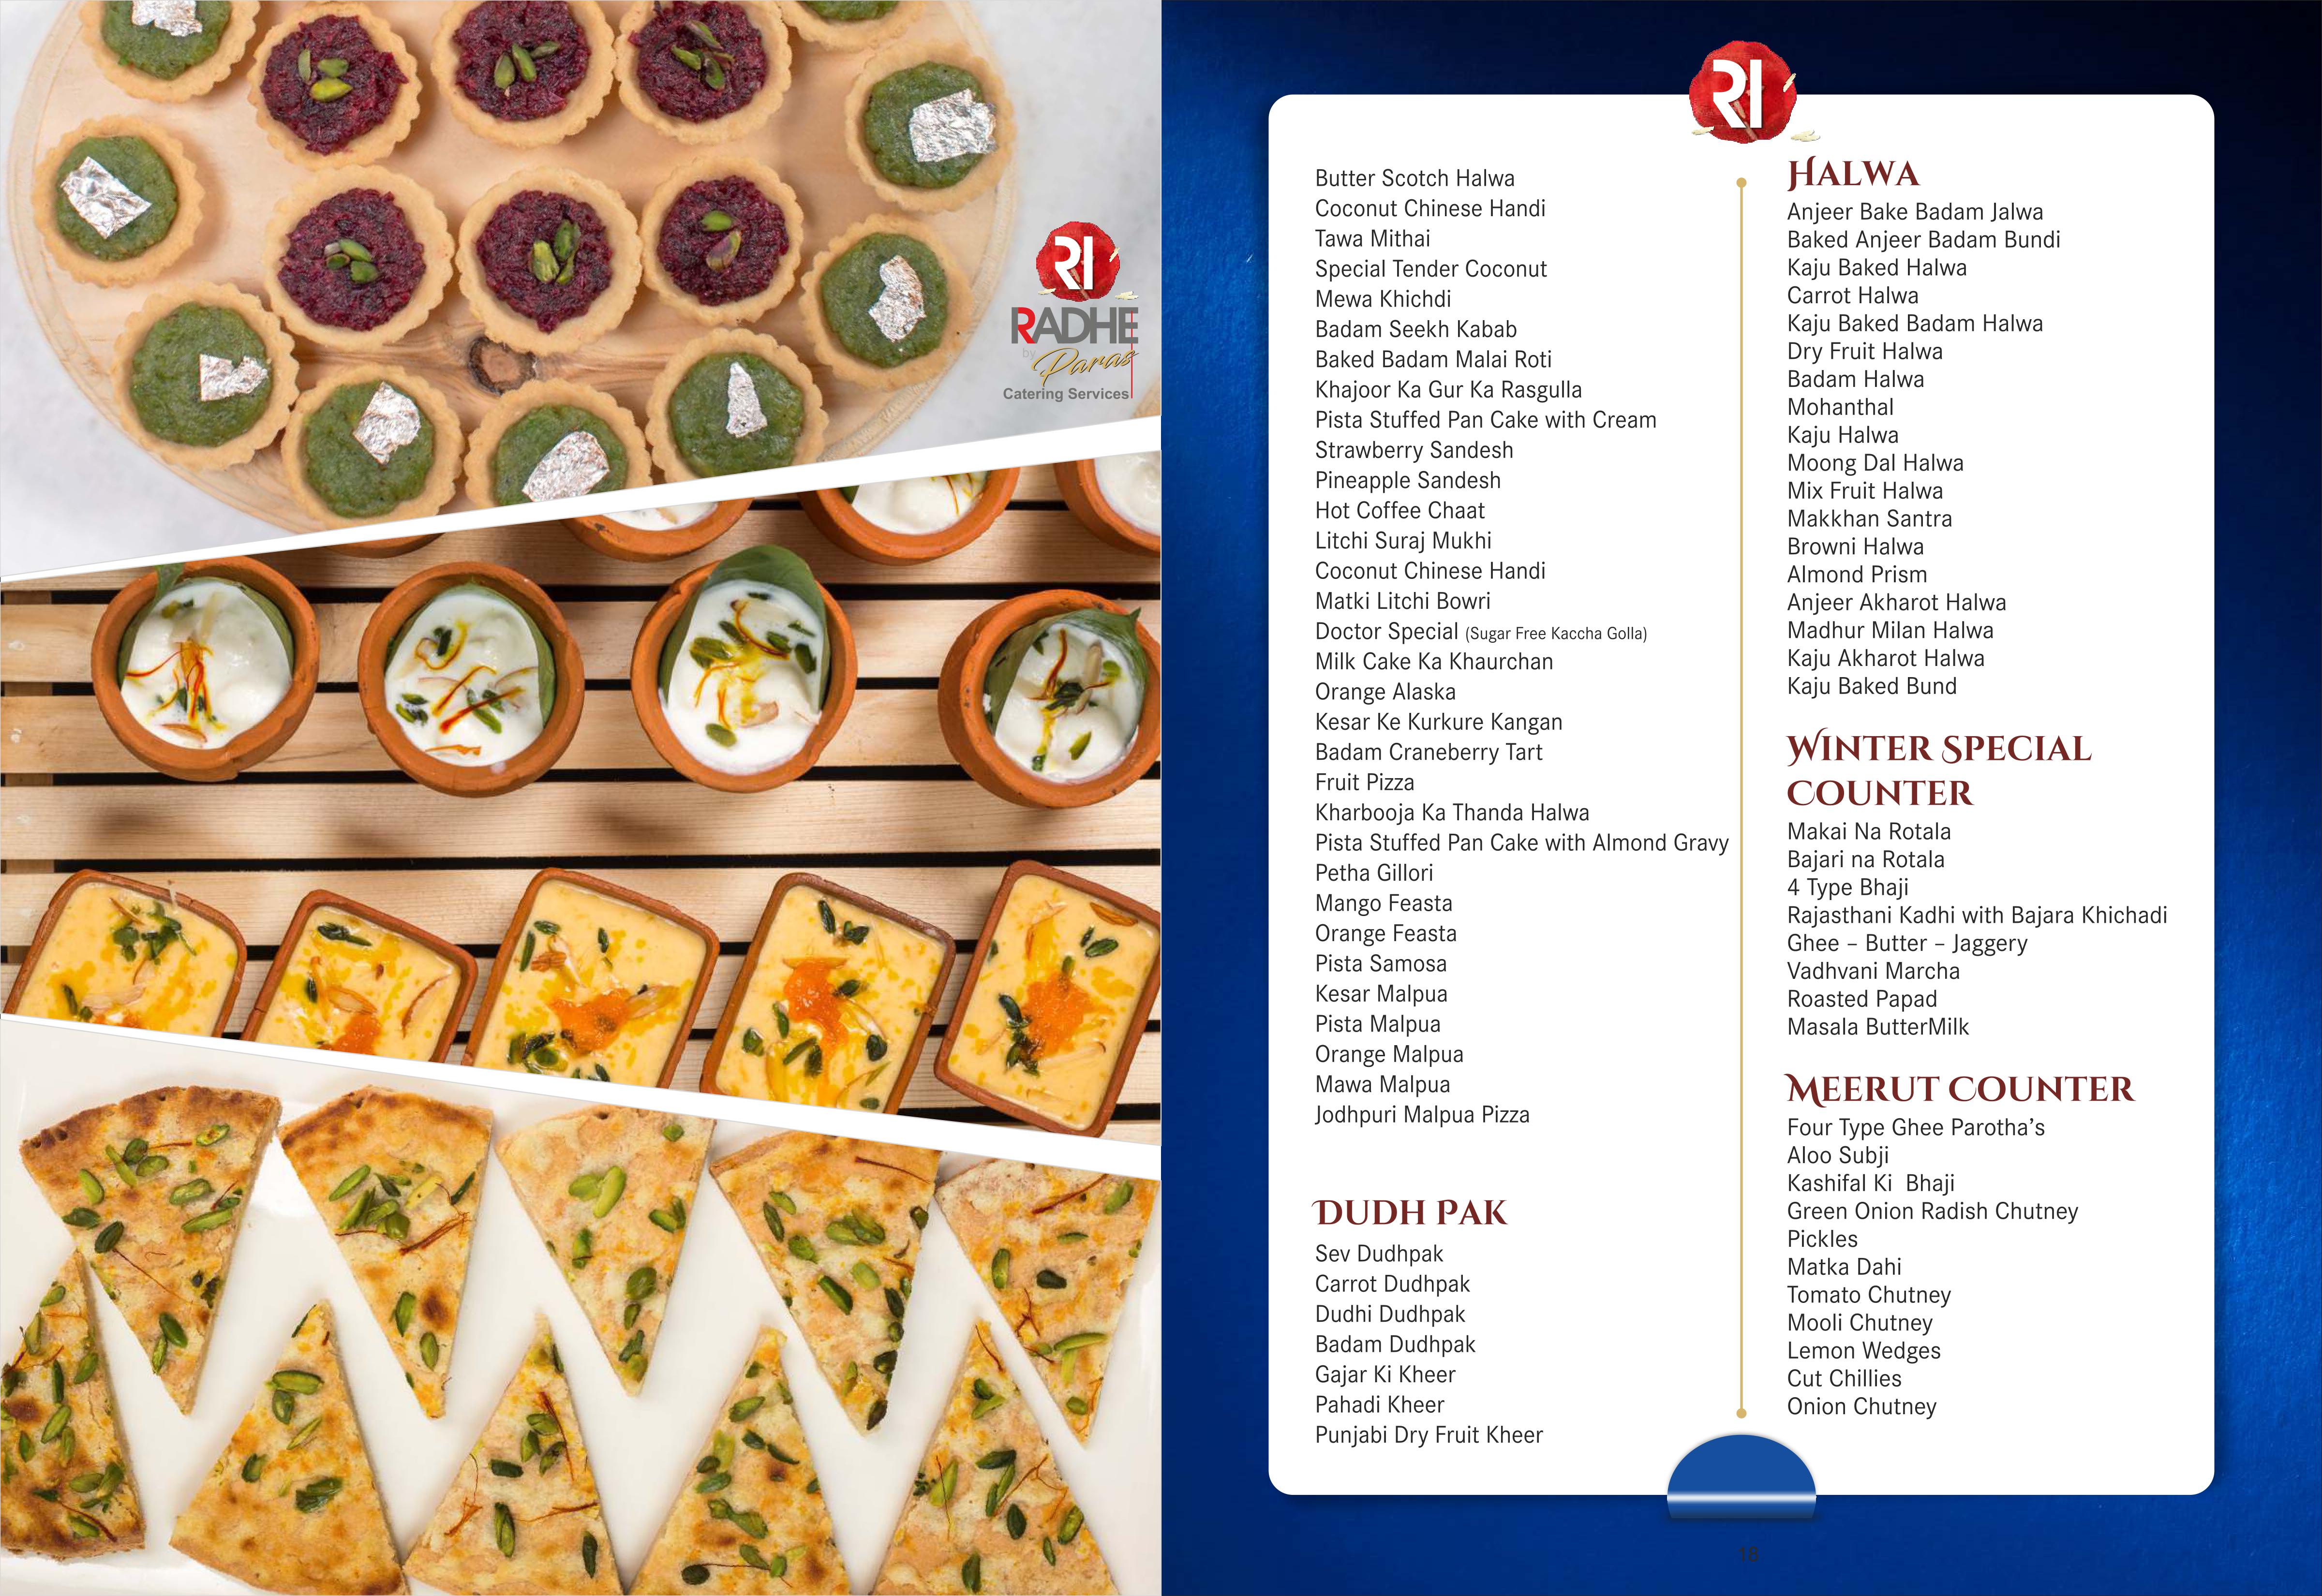 RI
RADHE
by Paras
Catering Services
RI
Butter Scotch Halwa
Coconut Chinese Handi
Tawa Mithai
Special Tender Coconut
Mewa Khichdi
Badam Seekh Kabab
Baked Badam Malai Roti
Khajoor Ka Gur Ka Rasgulla
Pista Stuffed Pan Cake with Cream
Strawberry Sandesh
Pineapple Sandesh
Hot Coffee Chaat
Litchi Suraj Mukhi
Coconut Chinese Handi
Matki Litchi Bowri
Doctor Special (Sugar Free Kaccha Golla)
Milk Cake Ka Khaurchan
Orange Alaska
Kesar Ke Kurkure Kangan
Badam Craneberry Tart
Fruit Pizza
Kharbooja Ka Thanda Halwa
Pista Stuffed Pan Cake with Almond Gravy
Petha Gillori
Mango Feasta
Orange Feasta
Pista Samosa
Kesar Malpua
Pista Malpua
Orange Malpua
Mawa Malpua
Jodhpuri Malpua Pizza
DUDH PAK
Sev Dudhpak
Carrot Dudhpak
Dudhi Dudhpak
Badam Dudhpak
Gajar Ki Kheer
Pahadi Kheer
Punjabi Dry Fruit Kheer
HALWA
Anjeer Bake Badam Jalwa
Baked Anjeer Badam Bundi
Kaju Baked Halwa
Carrot Halwa
Kaju Baked Badam Halwa
Dry Fruit Halwa
Badam Halwa
Mohanthal
Kaju Halwa
Moong Dal Halwa
Mix Fruit Halwa
Makkhan Santra
Browni Halwa
Almond Prism
Anjeer Akharot Halwa
Madhur Milan Halwa
Kaju Akharot Halwa
Kaju Baked Bund
WINTER SPECIAL
COUNTER
Makai Na Rotala
Bajari na Rotala
4 Type Bhaji
Rajasthani Kadhi with Bajara Khichadi
Ghee – Butter – Jaggery
Vadhvani Marcha
Roasted Papad
Masala ButterMilk
MEERUT COUNTER
Four Type Ghee Parotha’s
Aloo Subji
Kashifal Ki Bhaji
Green Onion Radish Chutney
Pickles
Matka Dahi
Tomato Chutney
Mooli Chutney
Lemon Wedges
Cut Chillies
Onion Chutney
18